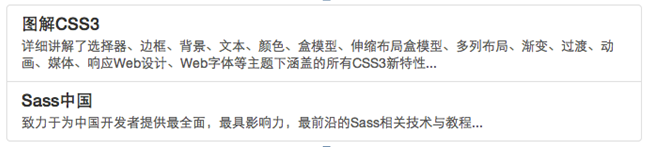 图解CSS3
详细讲解了选择器、边框、背景、文本、颜色、盒模型、伸缩布局盒模型、多列布局、渐变、过渡、动
画、媒体、响应Web设计、Web字体等主题下涵盖的所有CSS3新特性...
Sass中国
致力于为中国开发者提供最全面，最具影响力，最前沿的Sass相关技术与教程...